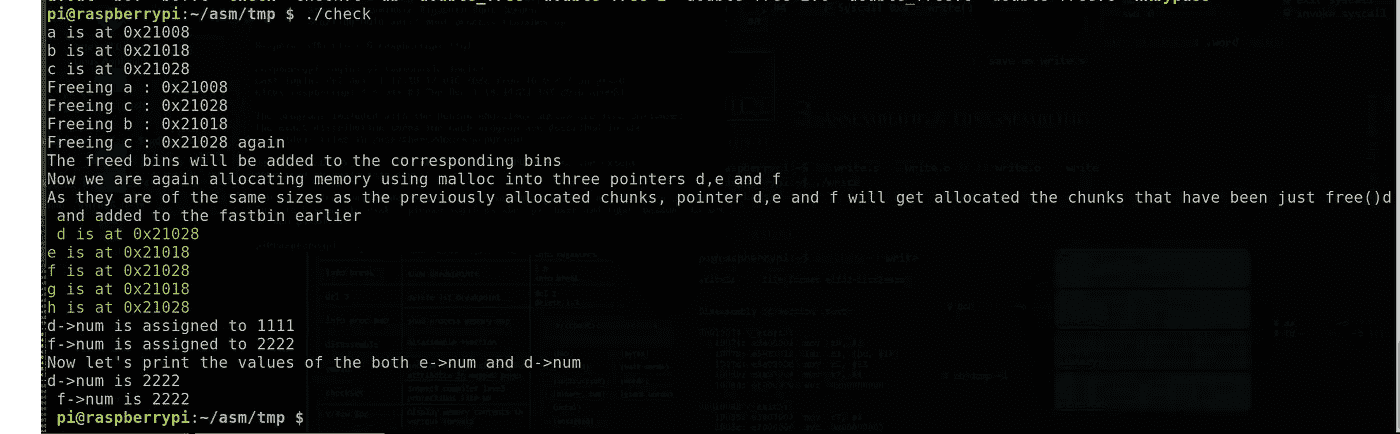 pi@raspberrypi:~/asm/tmp $ ./check
a is at 0x21008
b is at 0x21018
c is at 0x21028
Freeing a : 0x21008
Freeing c : 0x21028
Freeing b : 0x21018
Freeing c : 0x21028 again
The freed bins will be added to the corresponding bins
Now we are again allocating memory using malloc into three pointers d,e and f
As they are of the same sizes as the previously allocated chunks, pointer d,e and f will get allocated the chunks that have been just free()d
and added to the fastbin earlier
d is at 0x21028
e is at 0x21018
f is at 0x21028
g is at 0x21018
h is at 0x21028
d->num is assigned to 1111
f->num is assigned to 2222
Now let's print the values of the both e->num and d->num
d->num is 2222
f->num is 2222
pi@raspberrypi:~/asm/tmp $